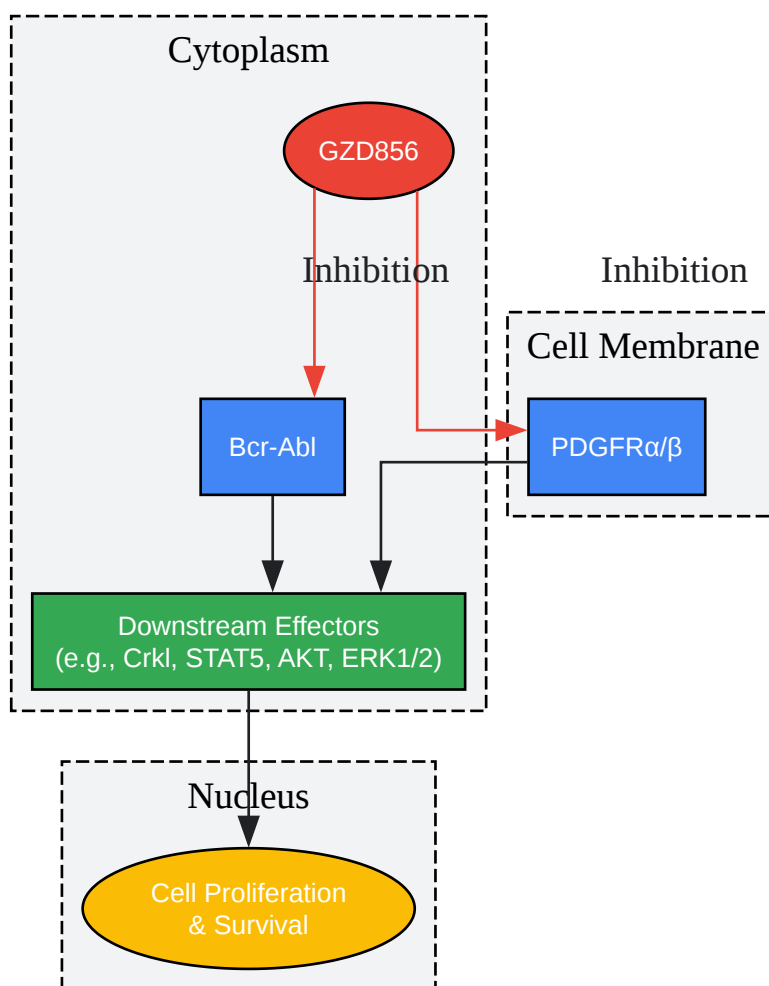 Cytoplasm
GZD856
Inhibition
Inhibition
Cell Membrane
Bcr-Abl
PDGFRα/β
Downstream Effectors
(e.g., Crkl, STAT5, AKT, ERK1/2)
Nucleus
Cell Proliferation
& Survival